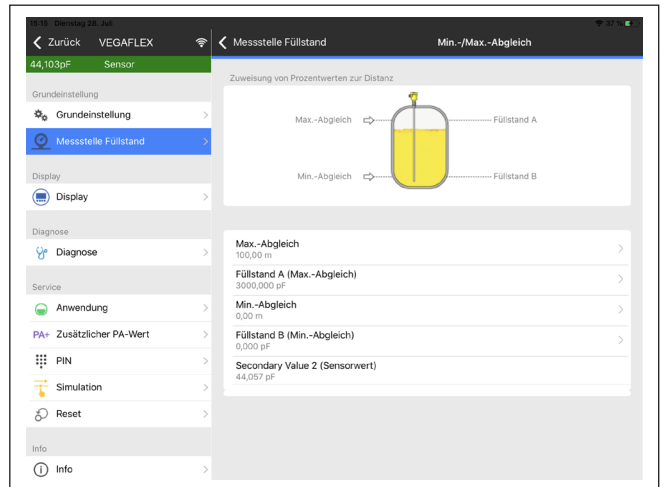 15:15 Dienstag 28. Juli
37 %
Zurück VEGAFLEX
Messstelle Füllstand
Min.-/Max.-Abgleich
44,103pF Sensor
Grundeinstellung
Grundeinstellung
Messstelle Füllstand
Display
Display
Diagnose
Diagnose
Service
Anwendung
PA+ Zusätzlicher PA-Wert
PIN
Simulation
Reset
Info
Info
Zuweisung von Prozentwerten zur Distanz
Max.-Abgleich
Füllstand A
Min.-Abgleich
Füllstand B
Max.-Abgleich
100,00 m
Füllstand A (Max.-Abgleich)
3000,000 pF
Min.-Abgleich
0,00 m
Füllstand B (Min.-Abgleich)
0,000 pF
Secondary Value 2 (Sensorwert)
44,057 pF